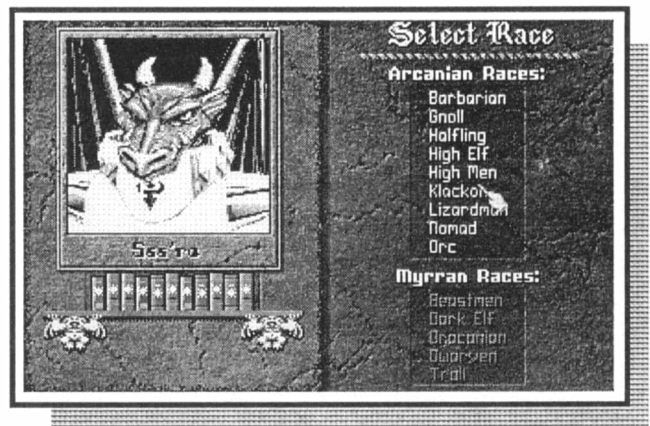 Select Race
Arcanian Races:
Barbarian
Gnoll
Halfling
High Elf
High Men
Klackon
Lizardman
Nomad
Orc
Sss'ra
Myrran Races:
Beastmen
Dark Elf
Draconian
Dwarven
Troll